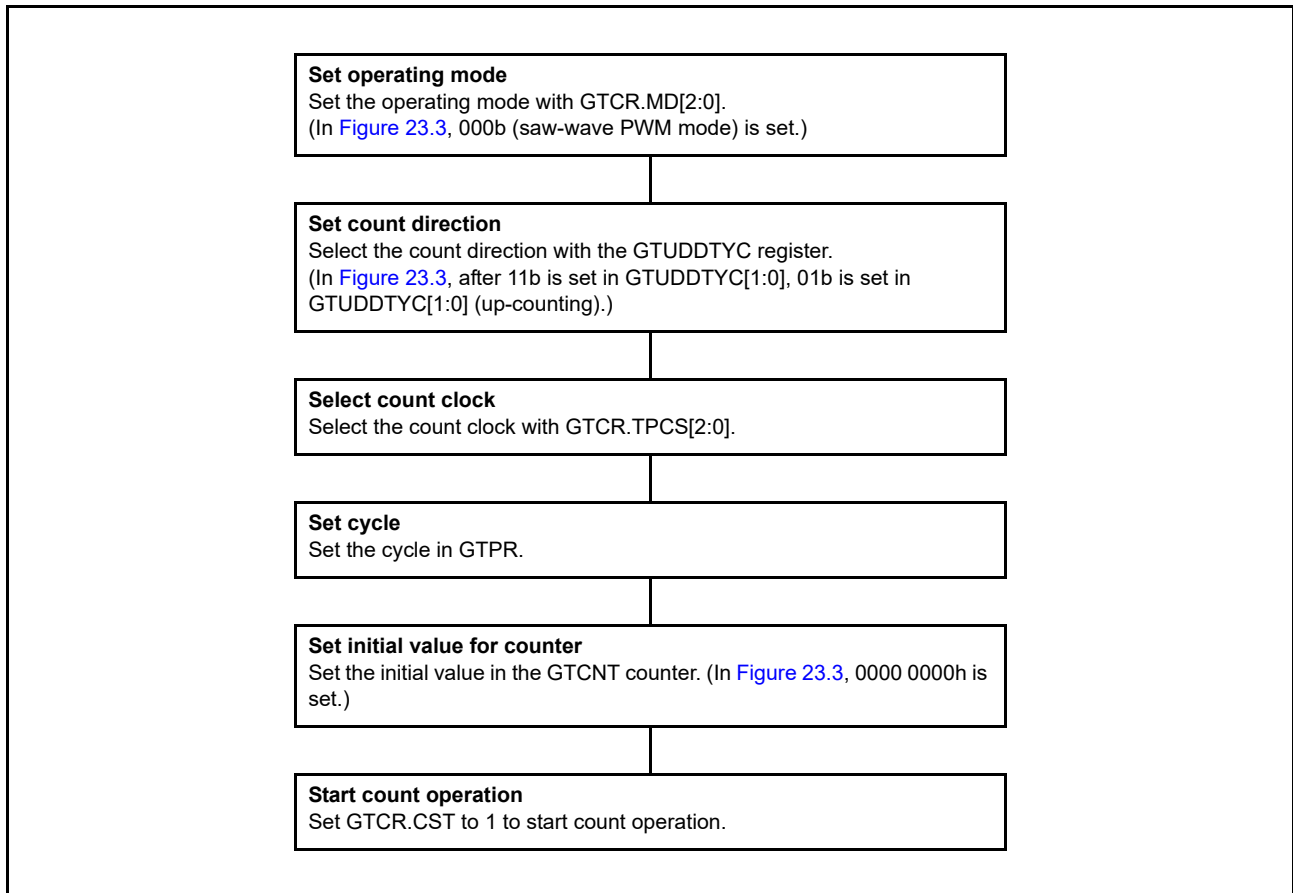 Set operating mode
Set the operating mode with GTCR.MD[2:0].
(In Figure 23.3, 000b (saw-wave PWM mode) is set.)
Set count direction
Select the count direction with the GTUDDTYC register.
(In Figure 23.3, after 11b is set in GTUDDTYC[1:0], 01b is set in
GTUDDTYC[1:0] (up-counting).)
Select count clock
Select the count clock with GTCR.TPCS[2:0].
Set cycle
Set the cycle in GTPR.
Set initial value for counter
Set the initial value in the GTCNT counter. (In Figure 23.3, 0000 0000h is
set.)
Start count operation
Set GTCR.CST to 1 to start count operation.